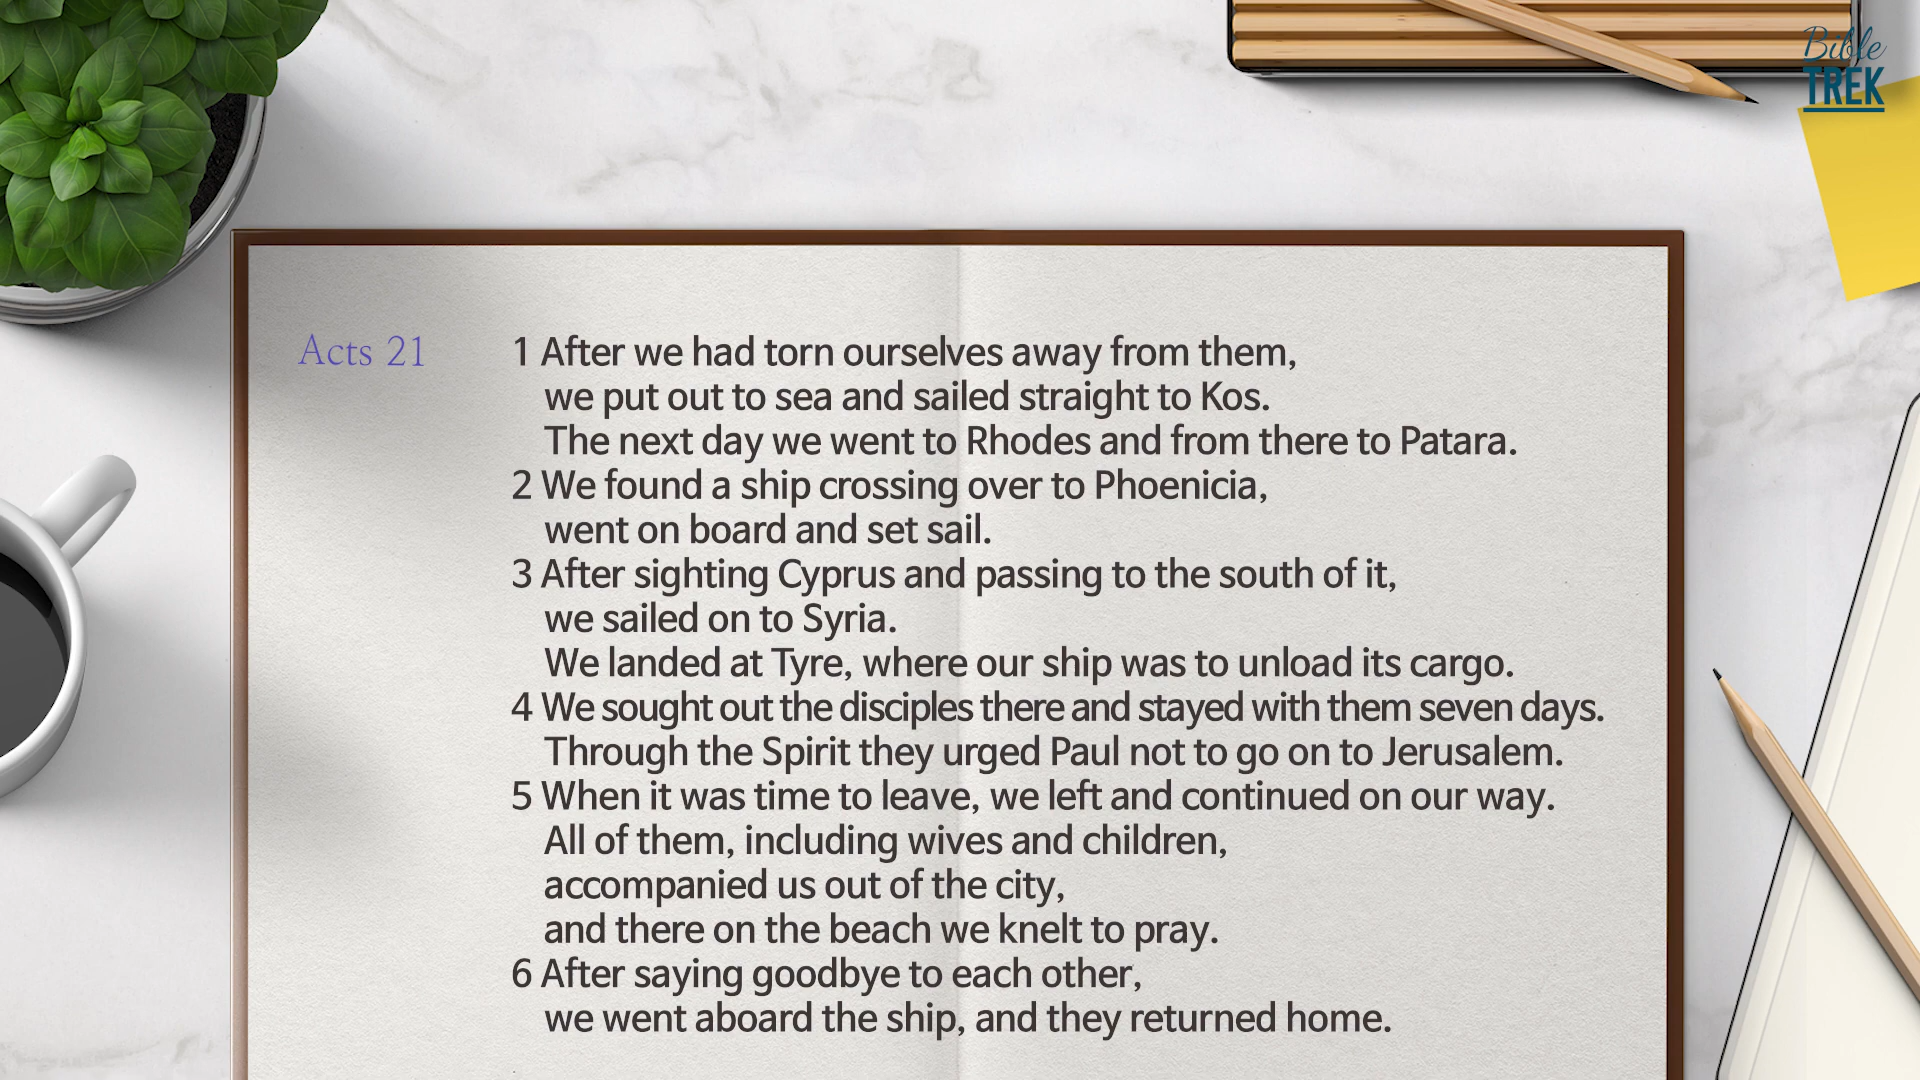 Bible
TREK
Acts 21
1 After we had torn ourselves away from them,
we put out to sea and sailed straight to Kos.
The next day we went to Rhodes and from there to Patara.
2 We found a ship crossing over to Phoenicia,
went on board and set sail.
3 After sighting Cyprus and passing to the south of it,
we sailed on to Syria.
We landed at Tyre, where our ship was to unload its cargo.
4 We sought out the disciples there and stayed with them seven days.
Through the Spirit they urged Paul not to go on to Jerusalem.
5 When it was time to leave, we left and continued on our way.
All of them, including wives and children,
accompanied us out of the city,
and there on the beach we knelt to pray.
6 After saying goodbye to each other,
we went aboard the ship, and they returned home.